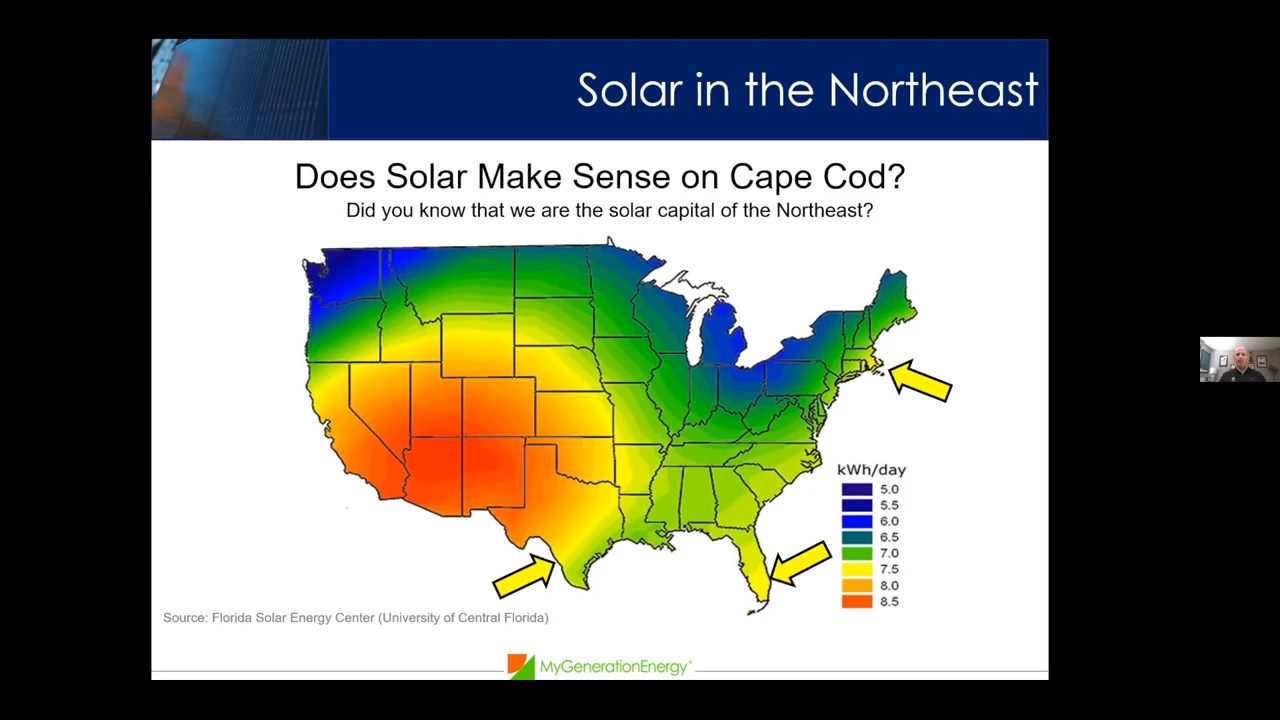 Solar in the Northeast
Does Solar Make Sense on Cape Cod?
Did you know that we are the solar capital of the Northeast?
kWh/day
5.0
5.5
6.0
6.5
7.0
7.5
8.0
8.5
Source: Florida Solar Energy Center (University of Central Florida)
MyGenerationEnergy®